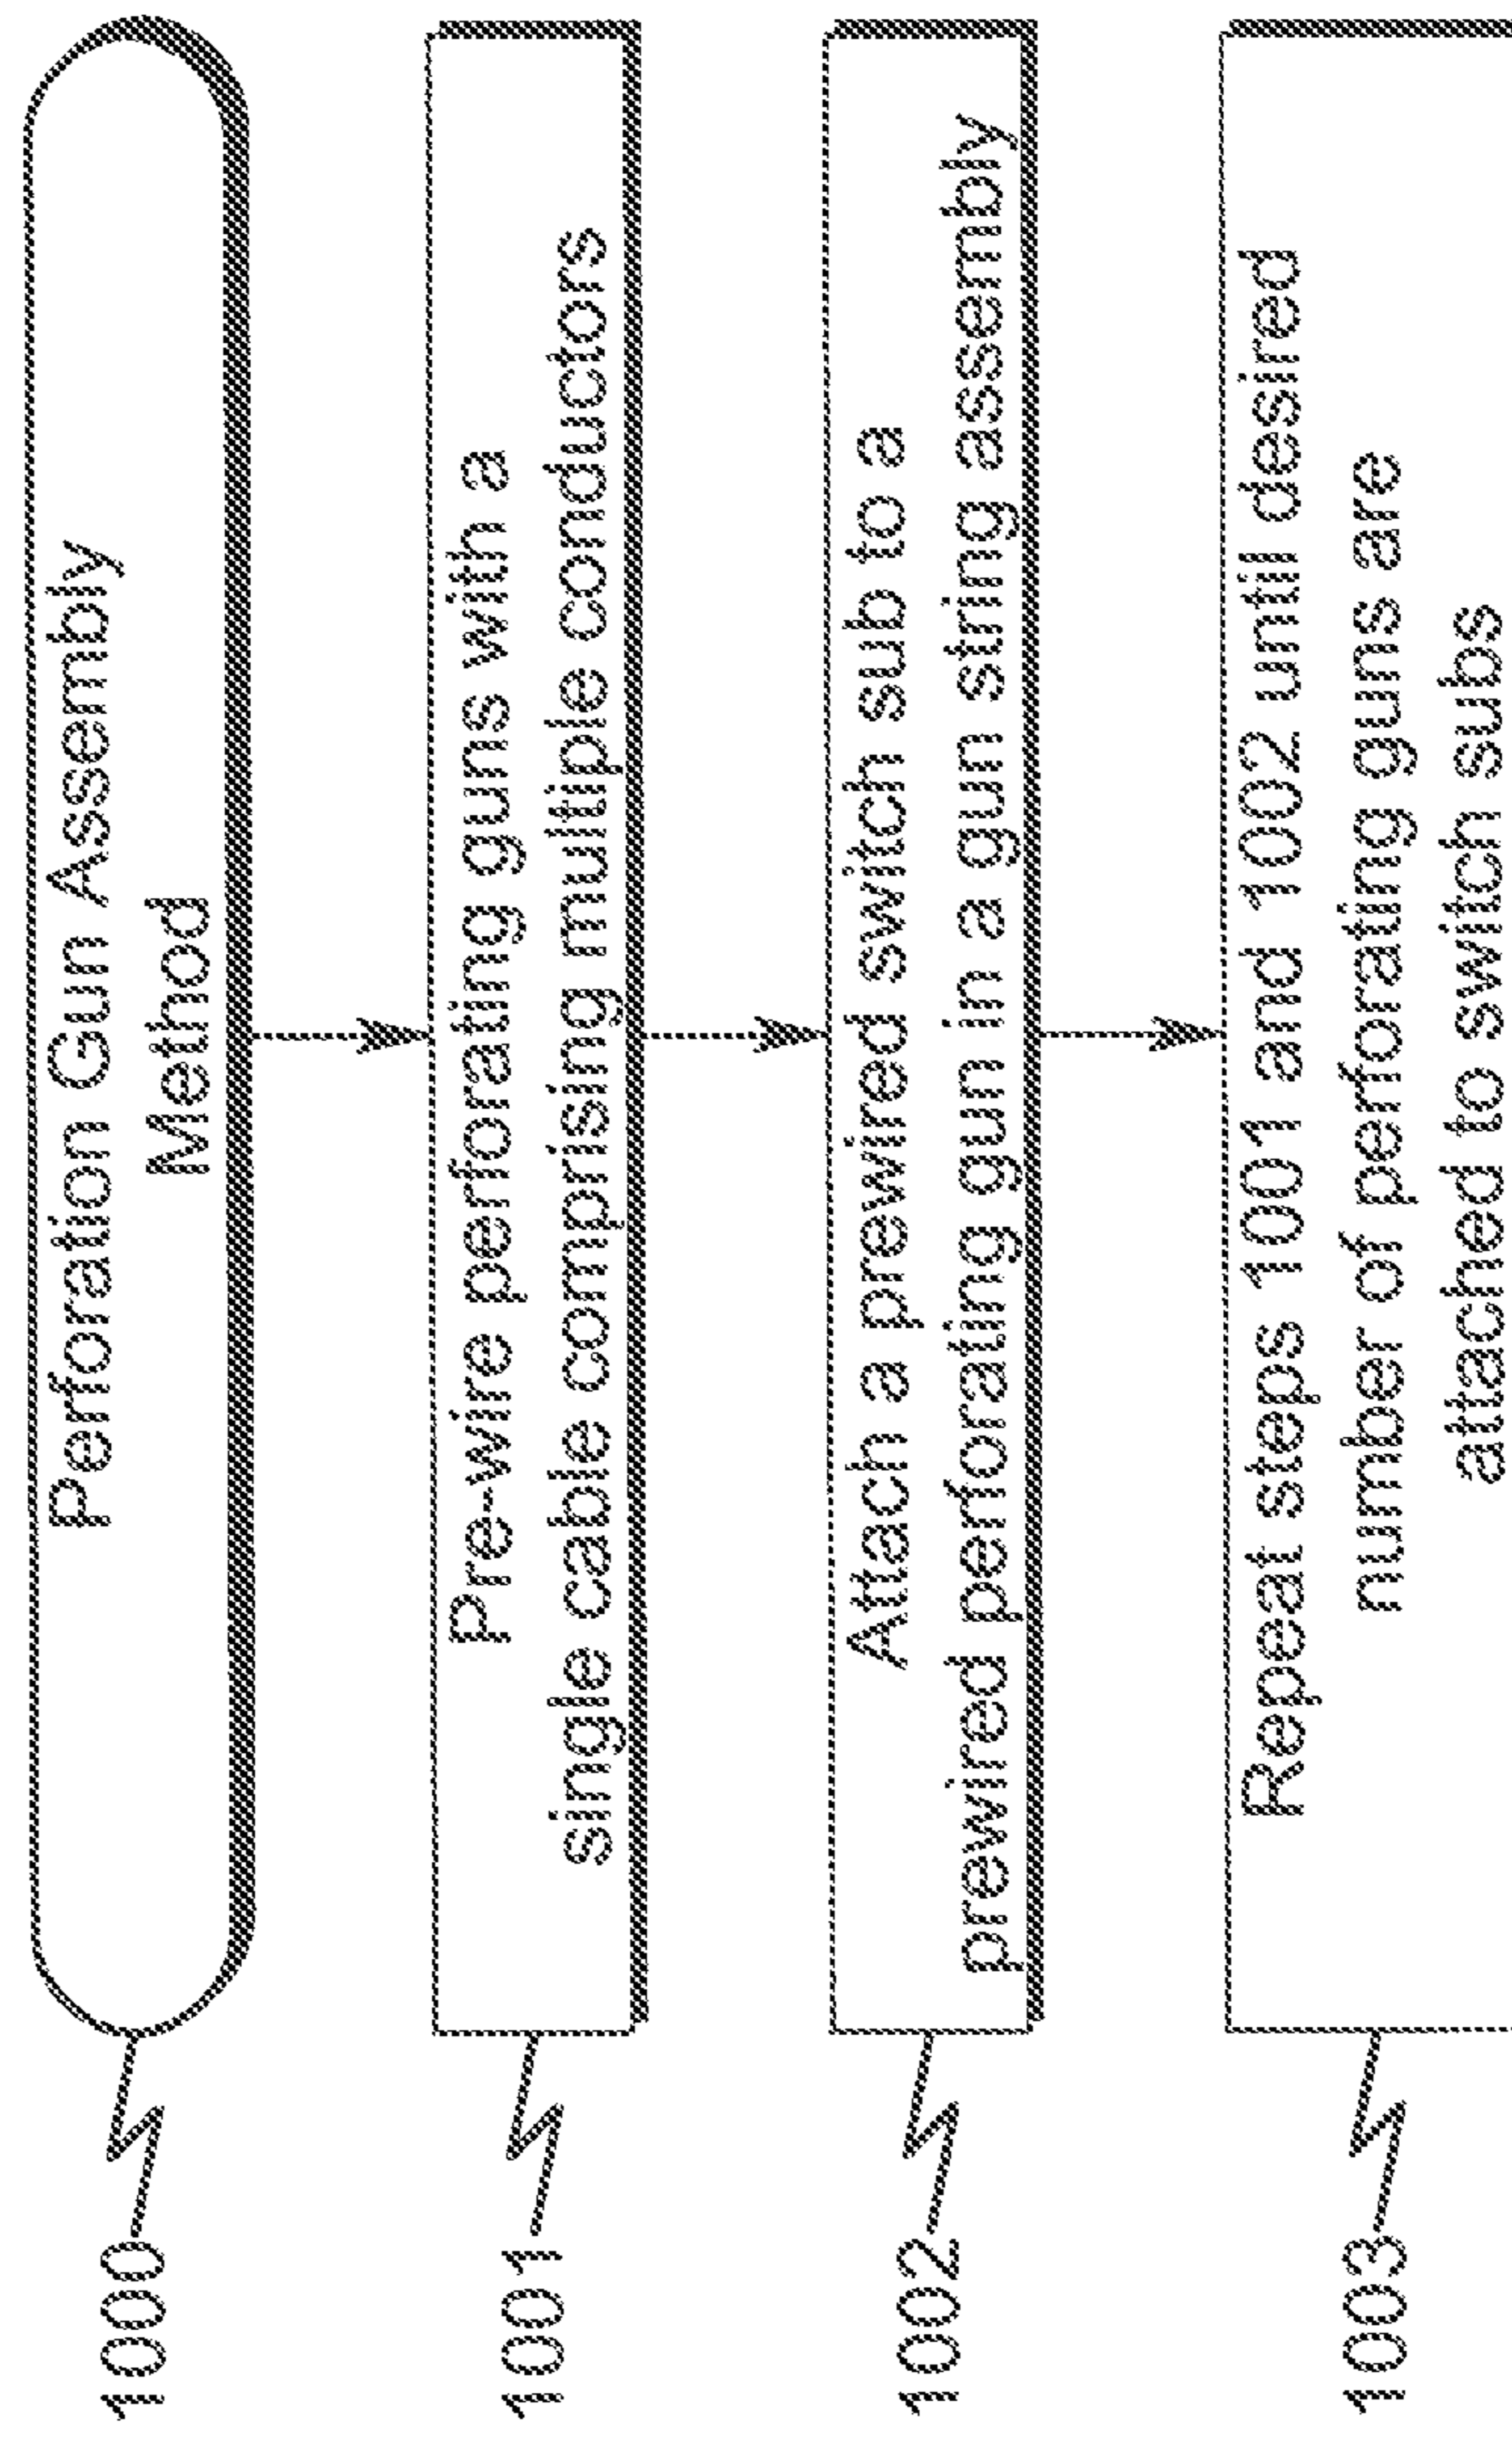 1000
Perforation Gun Assembly
Method
1001
Pre-wire perforating guns with a
single cable comprising multiple conductors
1002
Attach a prewired switch sub to a
prewired perforating gun in a gun string assembly
1003
Repeat steps 1001 and 1002 until desired
number of perforating guns are
attached to switch subs